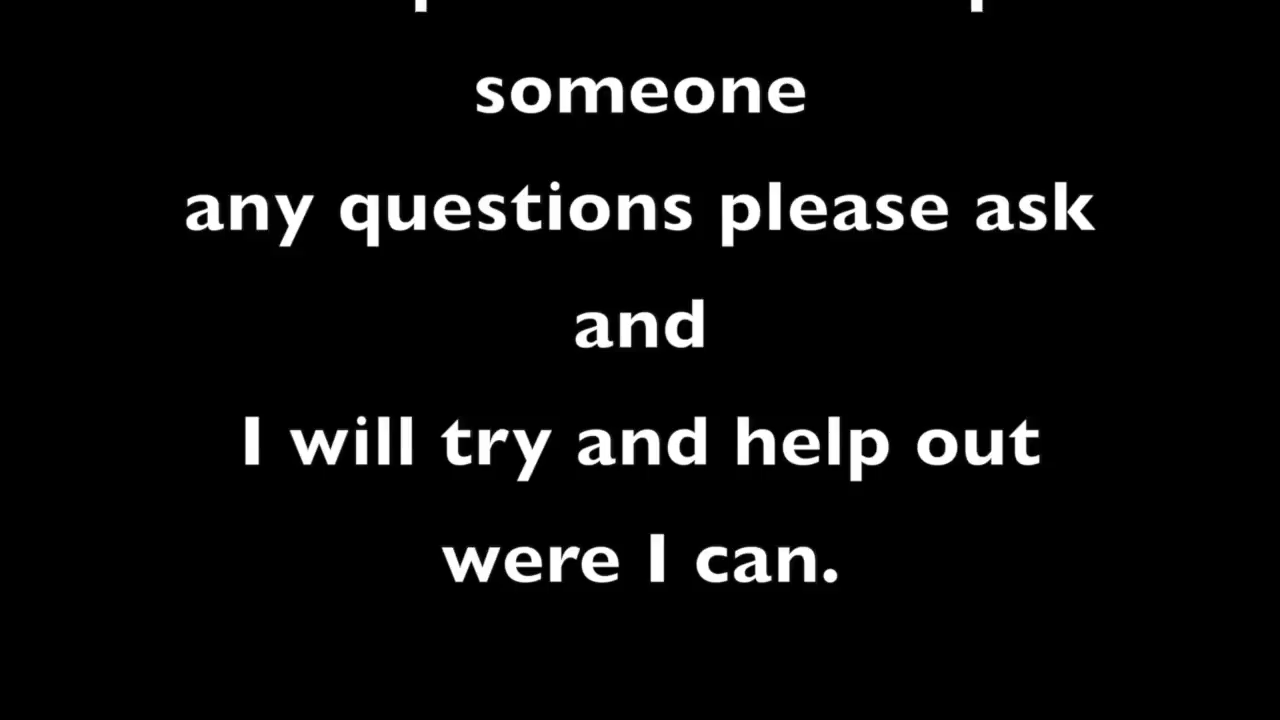 someone
any questions please ask
and
I will try and help out
were I can.